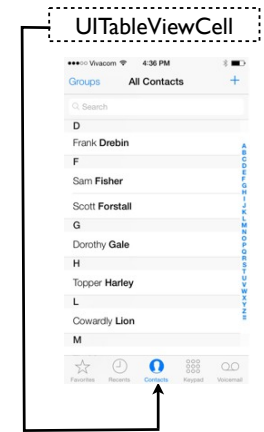 UITableViewCell
Vivacom 4:36 PM
Groups All Contacts +
Search
D
Frank Drebin
F
Sam Fisher
Scott Forstall
G
Dorothy Gale
H
Topper Harley
L
Cowardly Lion
M
A
B
C
D
E
F
G
H
I
J
K
L
M
N
O
P
Q
R
S
T
U
V
W
X
Y
Z
#
Favorites Recents Contacts Keypad Voicemail